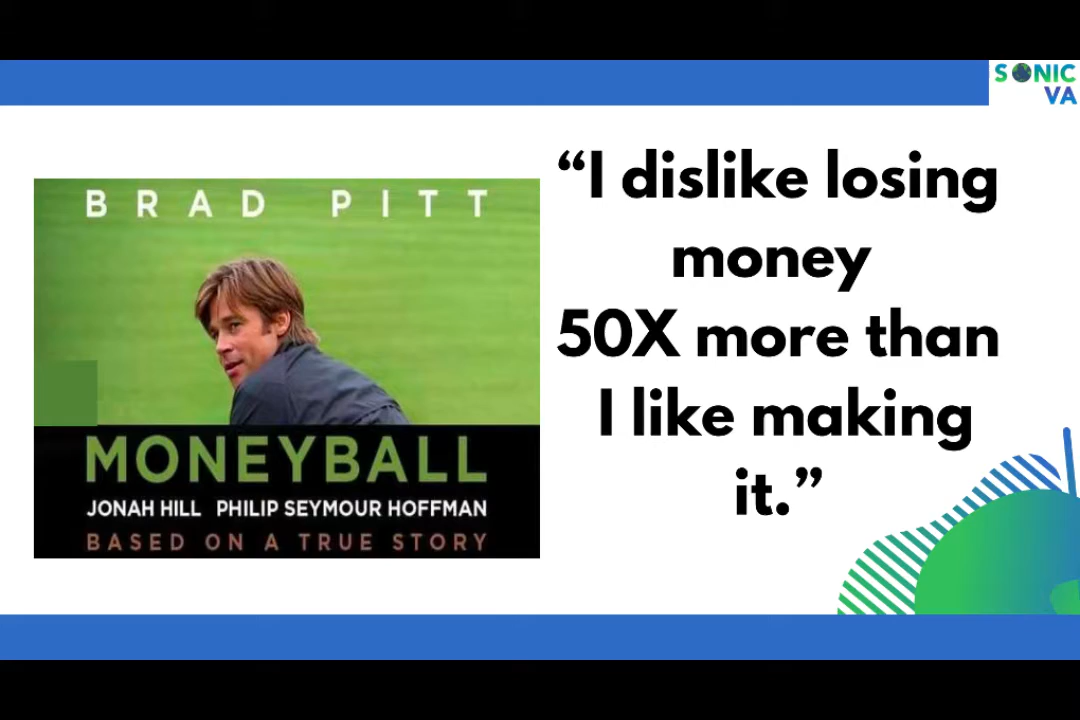 SONIC
VA
BRAD PITT
MONEYBALL
JONAH HILL PHILIP SEYMOUR HOFFMAN
BASED ON A TRUE STORY
“I dislike losing
money
50X more than
I like making
it.”